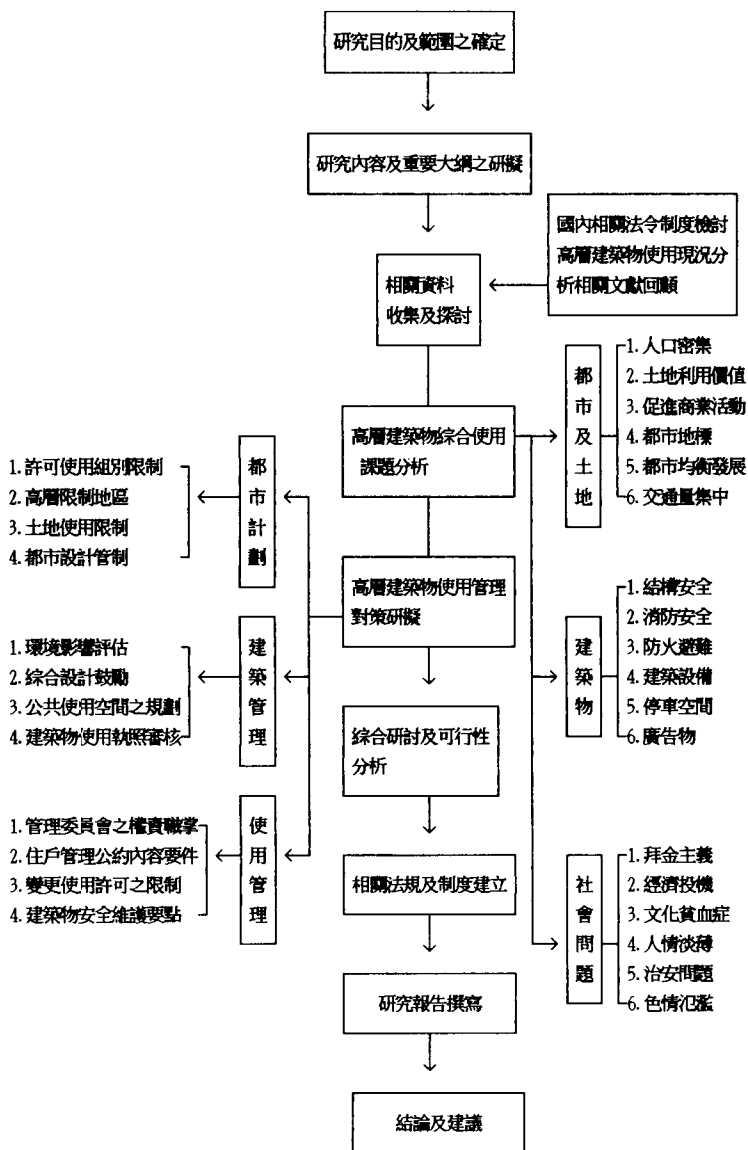 研究目的及範圍之確定
研究內容及重要大綱之研擬
國內相關法令制度檢討
高層建築物使用現況分
析相關文獻回顧
相關資料
收集及探討
都市及土地
1. 人口密集
2. 土地利用價值
3. 促進商業活動
4. 都市地標
5. 都市均衡發展
6. 交通量集中
高層建築物綜合使用
課題分析
都市計劃
1. 許可使用組別限制
2. 高層限制地區
3. 土地使用限制
4. 都市設計管制
高層建築物使用管理
對策研擬
建築物
1. 結構安全
2. 消防安全
3. 防火避難
4. 建築設備
5. 停車空間
6. 廣告物
建築管理
1. 環境影響評估
2. 綜合設計鼓勵
3. 公共使用空間之規劃
4. 建築物使用執照審核
綜合研討及可行性
分析
使用管理
1. 管理委員會之權責職掌
2. 住戶管理公約內容要件
3. 變更使用許可之限制
4. 建築物安全維護要點
相關法規及制度建立
社會問題
1. 拜金主義
2. 經濟投機
3. 文化貧血症
4. 人情淡薄
5. 治安問題
6. 色情氾濫
研究報告撰寫
結論及建議